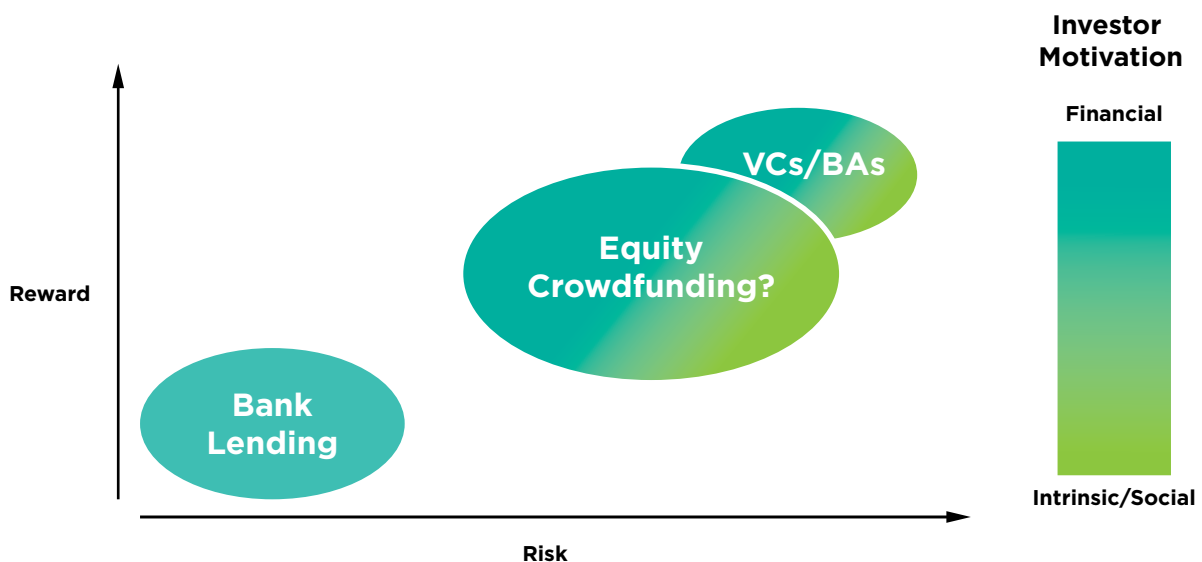 Investor
Motivation
Financial
VCs/BAs
Equity
Crowdfunding?
Reward
Bank
Lending
Intrinsic/Social
Risk